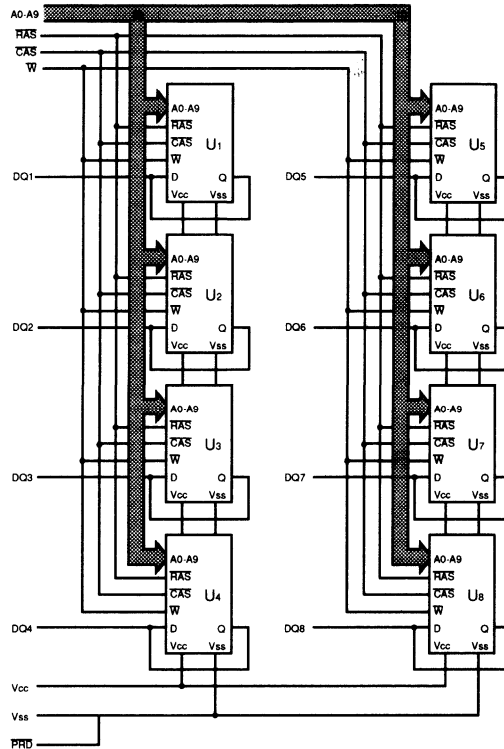 A0-A9
RAS
CAS
W
A0-A9
RAS
CAS
W
D
Q
Vcc
Vss
U1
DQ1
A0-A9
RAS
CAS
W
D
Q
Vcc
Vss
U2
DQ2
A0-A9
RAS
CAS
W
D
Q
Vcc
Vss
U3
DQ3
A0-A9
RAS
CAS
W
D
Q
Vcc
Vss
U4
DQ4
A0-A9
RAS
CAS
W
D
Q
Vcc
Vss
U5
DQ5
A0-A9
RAS
CAS
W
D
Q
Vcc
Vss
U6
DQ6
A0-A9
RAS
CAS
W
D
Q
Vcc
Vss
U7
DQ7
A0-A9
RAS
CAS
W
D
Q
Vcc
Vss
U8
DQ8
Vcc
Vss
PRD